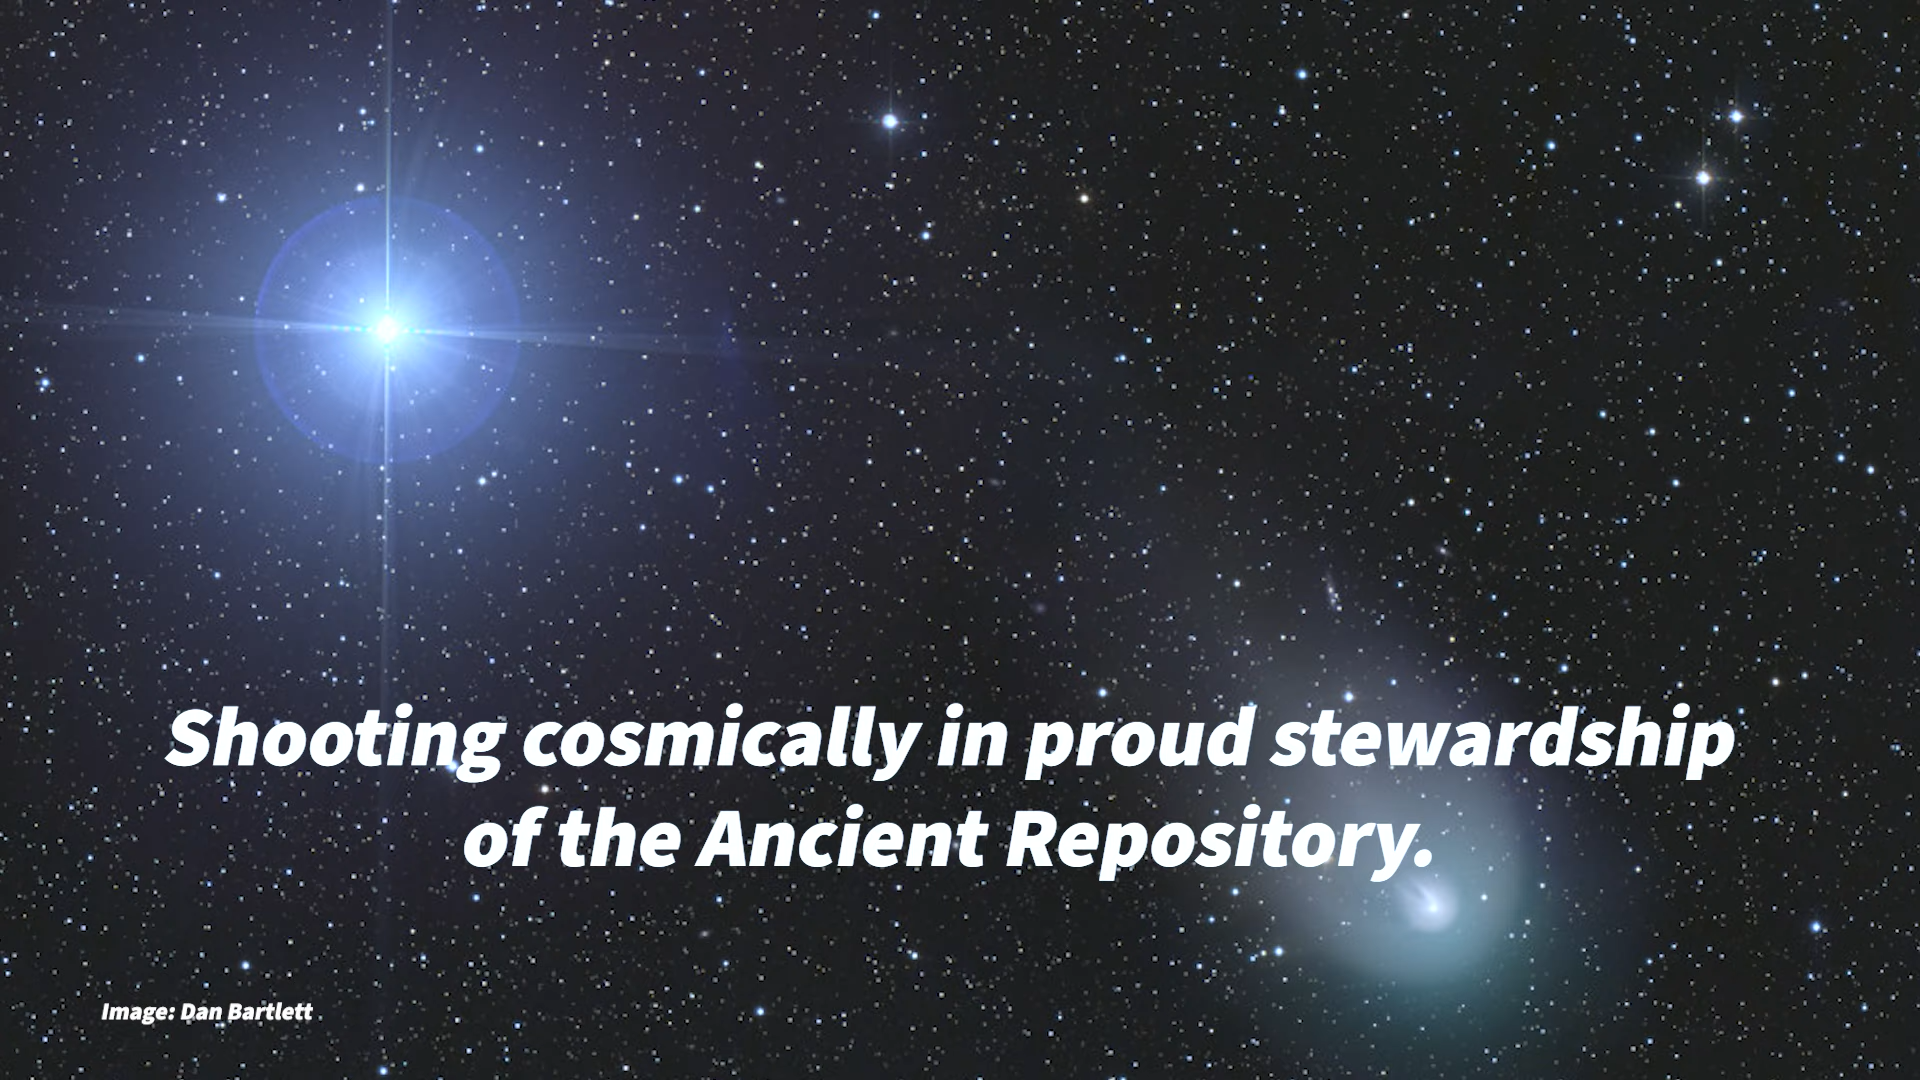 Shooting cosmically in proud stewardship
of the Ancient Repository.
Image: Dan Bartlett